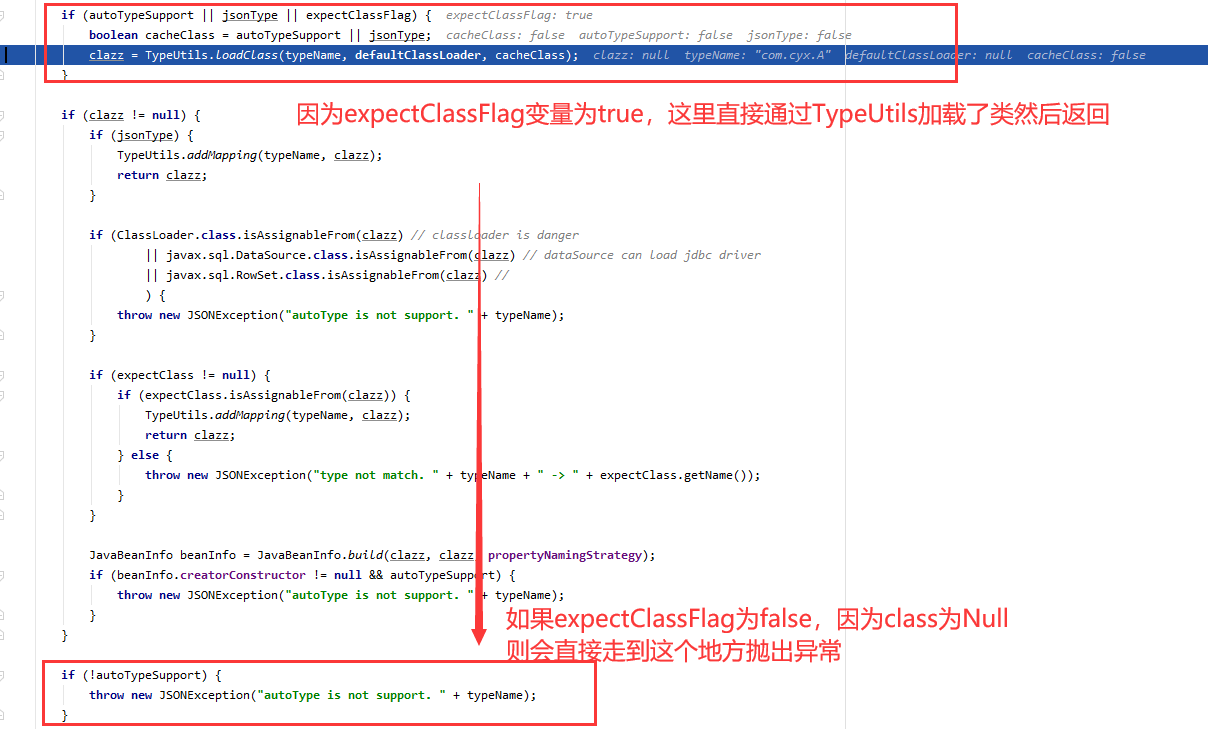 if (autoTypeSupport || jsonType || expectClassFlag) {  expectClassFlag: true
boolean cacheClass = autoTypeSupport || jsonType;  cacheClass: false  autoTypeSupport: false  jsonType: false
clazz = TypeUtils.loadClass(typeName, defaultClassLoader, cacheClass);  clazz: null  typeName: "com.cyx.A"  defaultClassLoader: null  cacheClass: false
}
因为expectClassFlag变量为true，这里直接通过TypeUtils加载了类然后返回
if (clazz != null) {
if (jsonType) {
TypeUtils.addMapping(typeName, clazz);
return clazz;
}
if (ClassLoader.class.isAssignableFrom(clazz) // classloader is danger
|| javax.sql.DataSource.class.isAssignableFrom(clazz) // dataSource can load jdbc driver
|| javax.sql.RowSet.class.isAssignableFrom(clazz) //
) {
throw new JSONException("autoType is not support. " + typeName);
}
if (expectClass != null) {
if (expectClass.isAssignableFrom(clazz)) {
TypeUtils.addMapping(typeName, clazz);
return clazz;
} else {
throw new JSONException("type not match. " + typeName + " -> " + expectClass.getName());
}
}
JavaBeanInfo beanInfo = JavaBeanInfo.build(clazz, clazz, propertyNamingStrategy);
if (beanInfo.creatorConstructor != null && autoTypeSupport) {
throw new JSONException("autoType is not support. " + typeName);
}
如果expectClassFlag为false，因为class为Null
}
则会直接走到这个地方抛出异常
if (!autoTypeSupport) {
throw new JSONException("autoType is not support. " + typeName);
}